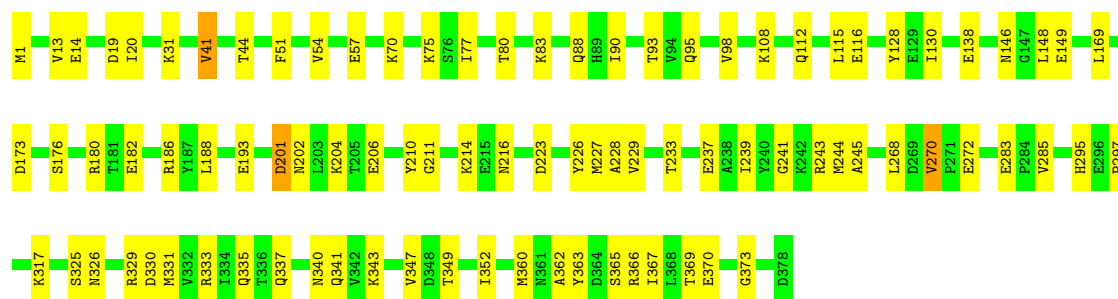 M1 V13 E14 D19 I20 K31 V41 T44 F51 V54 E57 K70 K75 S76 I77 T80 K83 Q88 H89 I90 T93 V94 Q95 V98 K108 Q112 L115 E116 Y128 E129 I130 E138 N146 G147 L148 E149 L169
D173 S176 R180 T181 E182 R186 Y187 L188 E193 D201 N202 L203 K204 T205 E206 Y210 G211 K214 E215 N216 D223 Y226 M227 A228 V229 T233 E237 A238 I239 Y240 G241 K242 R243 M244 A245 L268 D269 V270 P271 E272 E283 P284 V285 H295 E296
K317 S325 N326 R329 D330 M331 V332 R333 I334 Q335 T336 Q337 N340 Q341 V342 K343 V347 D348 T349 I352 M360 N361 A362 Y363 D364 S365 R366 I367 L368 T369 E370 G373 D378